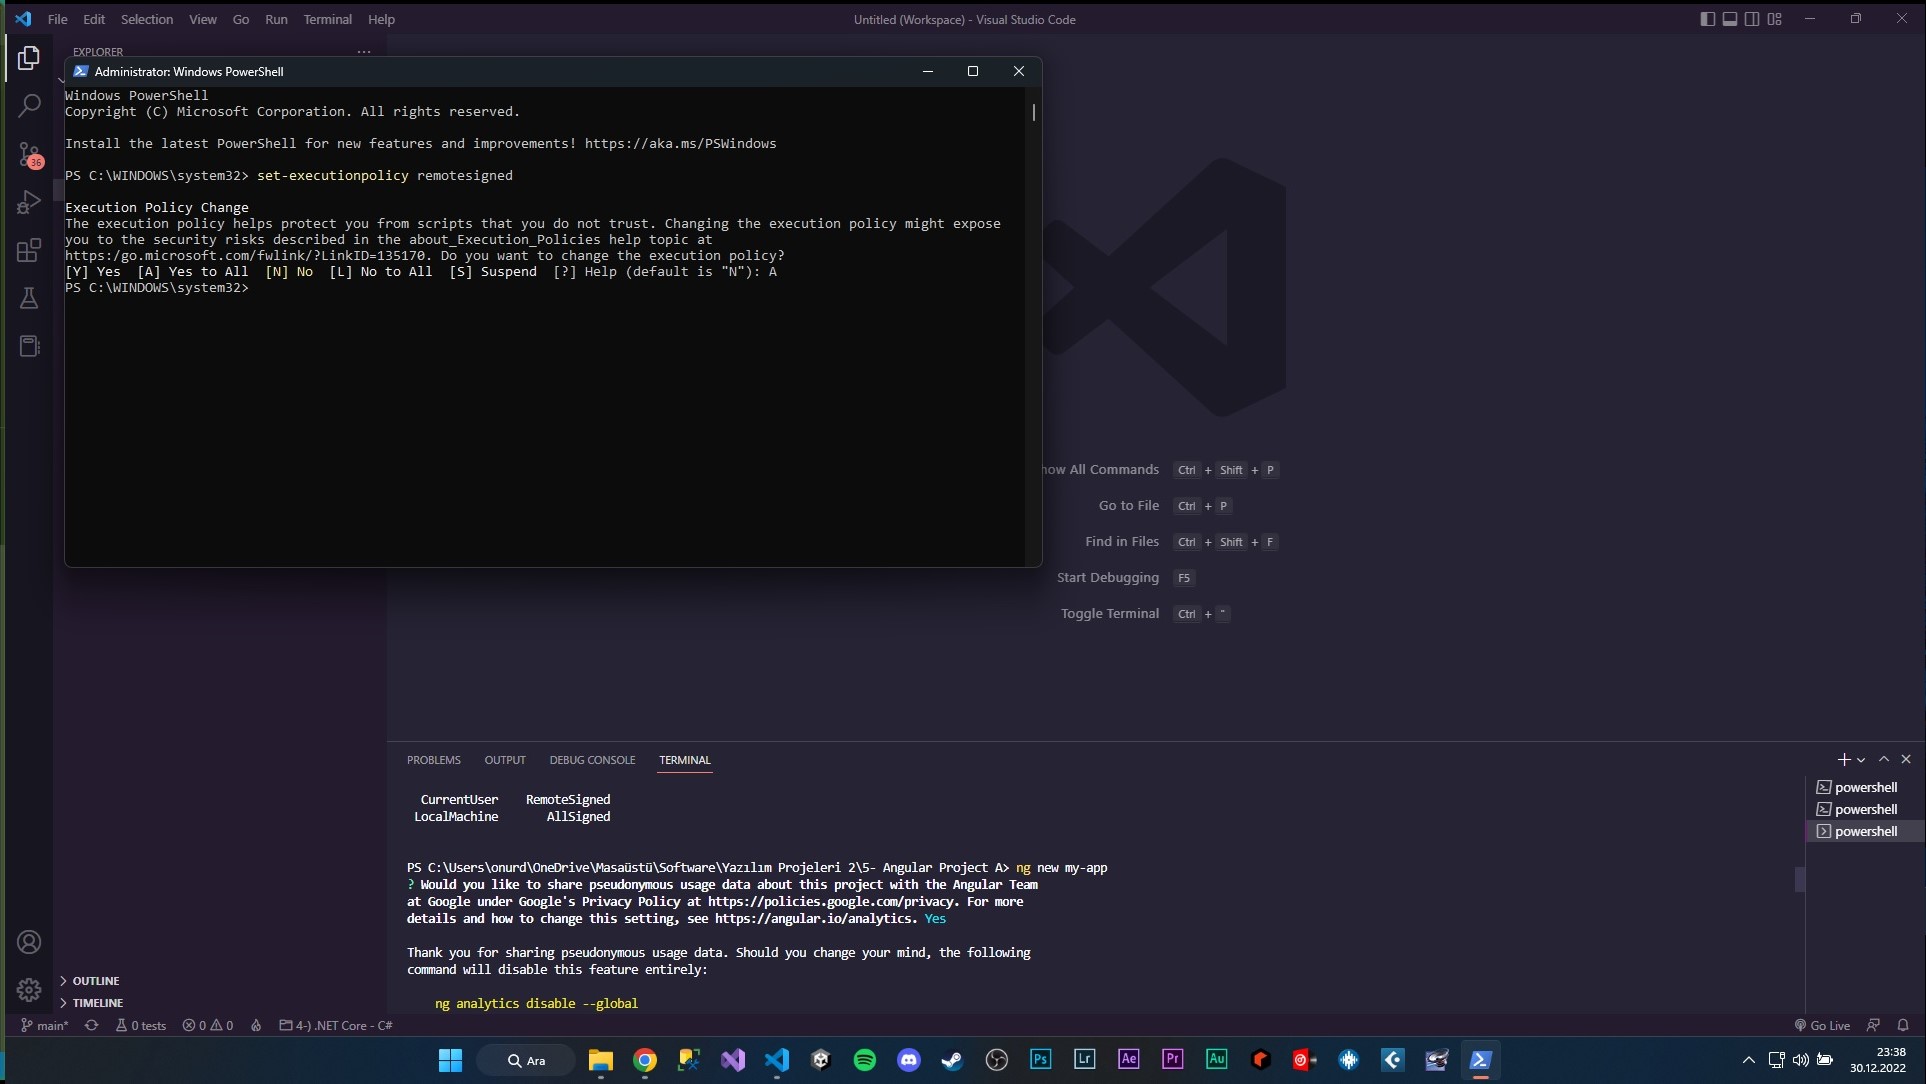 File Edit Selection View Go Run Terminal Help
Untitled (Workspace) - Visual Studio Code
EXPLORER
...
Administrator: Windows PowerShell
Windows PowerShell
Copyright (C) Microsoft Corporation. All rights reserved.
Install the latest PowerShell for new features and improvements! https://aka.ms/PSWindows
PS C:\WINDOWS\system32> set-executionpolicy remotesigned
Execution Policy Change
The execution policy helps protect you from scripts that you do not trust. Changing the execution policy might expose
you to the security risks described in the about_Execution_Policies help topic at
https:/go.microsoft.com/fwlink/?LinkID=135170. Do you want to change the execution policy?
[Y] Yes  [A] Yes to All  [N] No  [L] No to All  [S] Suspend  [?] Help (default is "N"): A
PS C:\WINDOWS\system32>
36
how All Commands Ctrl + Shift + P
Go to File Ctrl + P
Find in Files Ctrl + Shift + F
Start Debugging F5
Toggle Terminal Ctrl + "
PROBLEMS OUTPUT DEBUG CONSOLE TERMINAL
powershell
powershell
powershell
CurrentUser RemoteSigned
LocalMachine AllSigned
PS C:\Users\onurd\OneDrive\Masaüstü\Software\Yazılım Projeleri 2\5- Angular Project A> ng new my-app
? Would you like to share pseudonymous usage data about this project with the Angular Team
at Google under Google's Privacy Policy at https://policies.google.com/privacy. For more
details and how to change this setting, see https://angular.io/analytics. Yes
Thank you for sharing pseudonymous usage data. Should you change your mind, the following
command will disable this feature entirely:
ng analytics disable --global
OUTLINE
TIMELINE
main* 0 tests 0 0 4-) .NET Core - C# Go Live
Ara
Ps Lr Ae Pr Au
23:38
30.12.2022